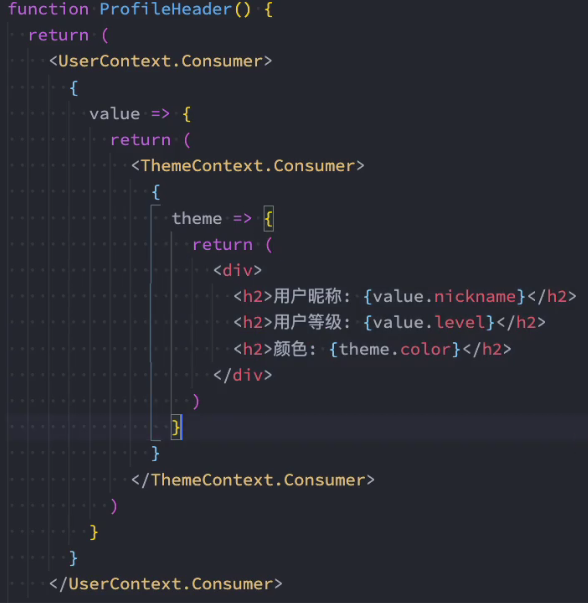 function ProfileHeader() {
return (
<UserContext.Consumer>
{
value => {
return (
<ThemeContext.Consumer>
{
theme => {
return (
<div>
<h2>用户昵称: {value.nickname}</h2>
<h2>用户等级: {value.level}</h2>
<h2>颜色: {theme.color}</h2>
</div>
)
}
}
</ThemeContext.Consumer>
)
}
}
</UserContext.Consumer>